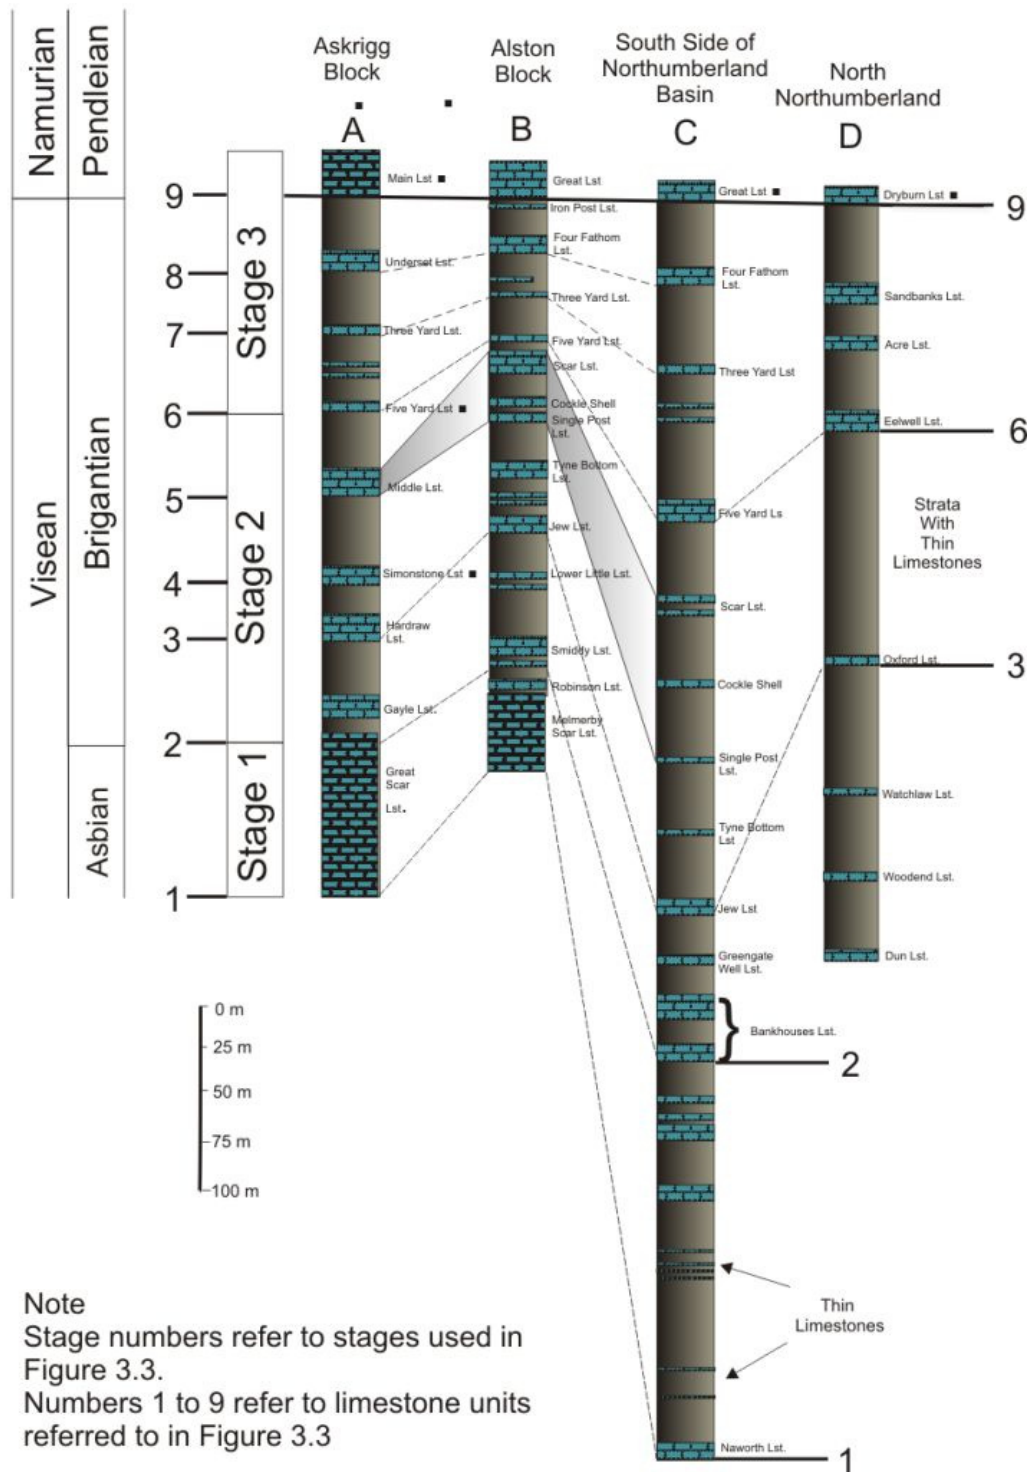 Namurian
Pendleian
Visean
Brigantian
Asbian
9
8
7
6
5
4
3
2
1
Stage 3
Stage 2
Stage 1
Askrigg
Block
A
Main Lst
Underset Lst.
Three Yard Lst.
Five Yard Lst
Middle Lst.
Simonstone Lst
Hardraw
Lst.
Gayle Lst.
Great
Scar
Lst.
Alston
Block
B
Great Lst
Iron Post Lst.
Four Fathom
Lst.
Three Yard Lst.
Five Yard Lst.
Scar Lst.
Cockle Shell
Single Post
Lst.
Tyne Bottom
Lst.
Jew Lst.
Lower Little Lst.
Smiddy Lst.
Robinson Lst.
Melmerby
Scar Lst.
South Side of
Northumberland
Basin
C
Great Lst
Four Fathom
Lst.
Three Yard Lst
Five Yard Ls
Scar Lst.
Cockle Shell
Single Post
Lst.
Tyne Bottom
Lst
Jew Lst
Greengate
Well Lst.
Bankhouses Lst.
2
Thin
Limestones
Naworth Lst.
1
North
Northumberland
D
Dryburn Lst
9
Sandbanks Lst.
Acre Lst.
Eelwell Lst.
6
Strata
With
Thin
Limestones
Oxford Lst.
3
Watchlaw Lst.
Woodend Lst.
Dun Lst.
0 m
25 m
50 m
75 m
100 m
Note
Stage numbers refer to stages used in
Figure 3.3.
Numbers 1 to 9 refer to limestone units
referred to in Figure 3.3